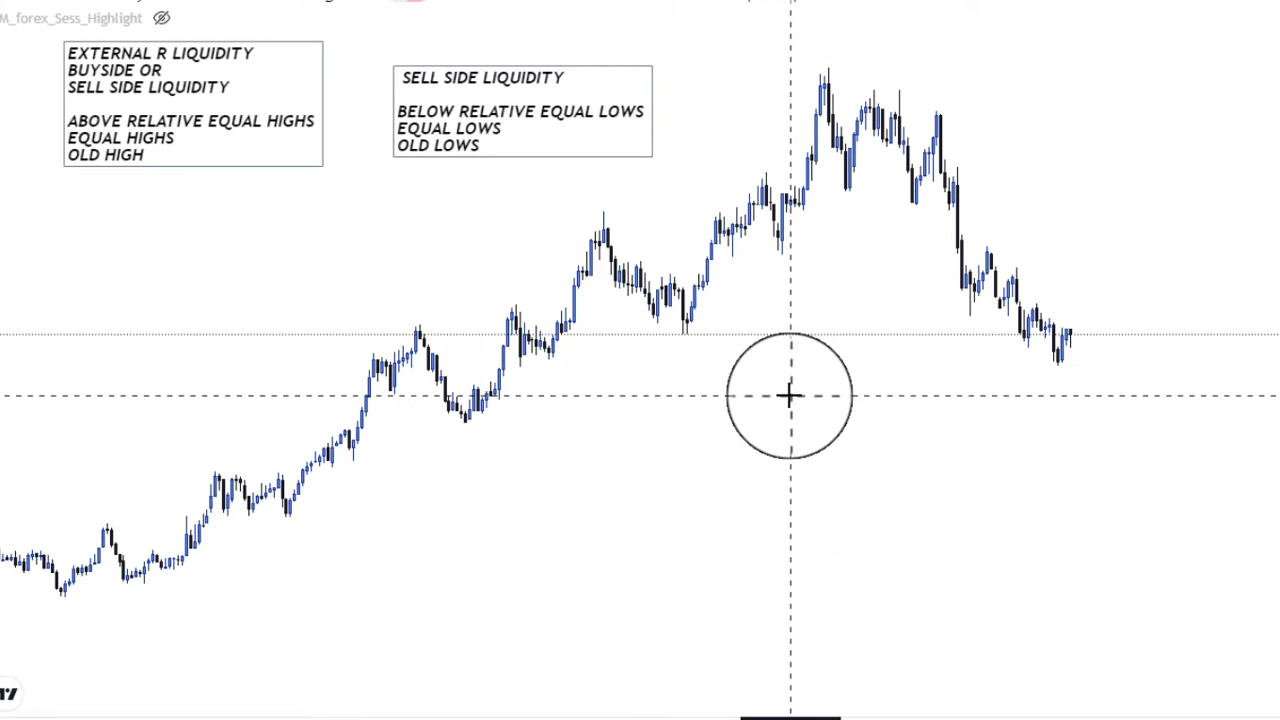 M_forex_Sess_Highlight
EXTERNAL R LIQUIDITY
BUYSIDE OR
SELL SIDE LIQUIDITY
ABOVE RELATIVE EQUAL HIGHS
EQUAL HIGHS
OLD HIGH
SELL SIDE LIQUIDITY
BELOW RELATIVE EQUAL LOWS
EQUAL LOWS
OLD LOWS